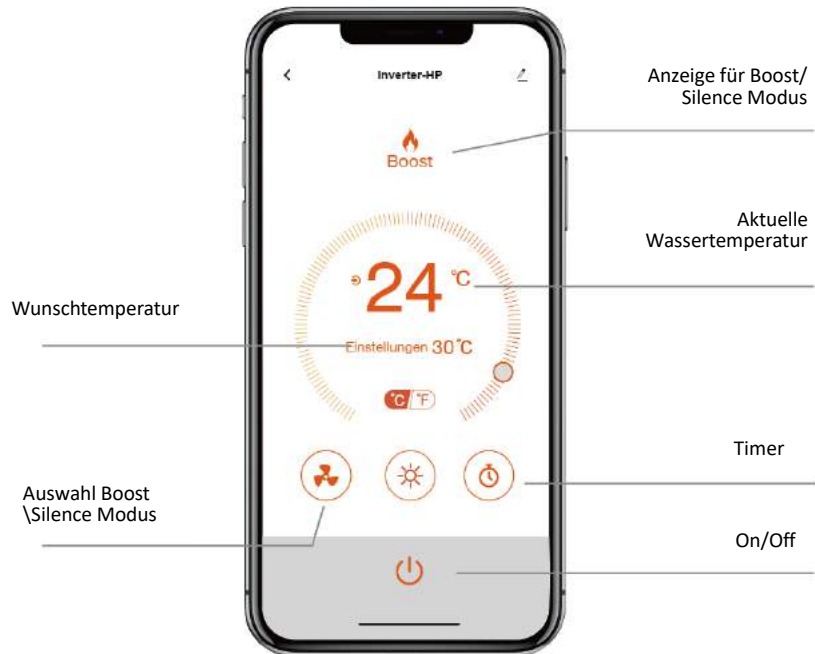 Inverter-HP
Anzeige für Boost/
Silence Modus
Boost
Aktuelle
Wassertemperatur
24 °C
Wunschtemperatur
Einstellungen 30°C
°C/°F
Timer
Auswahl Boost
\Silence Modus
On/Off